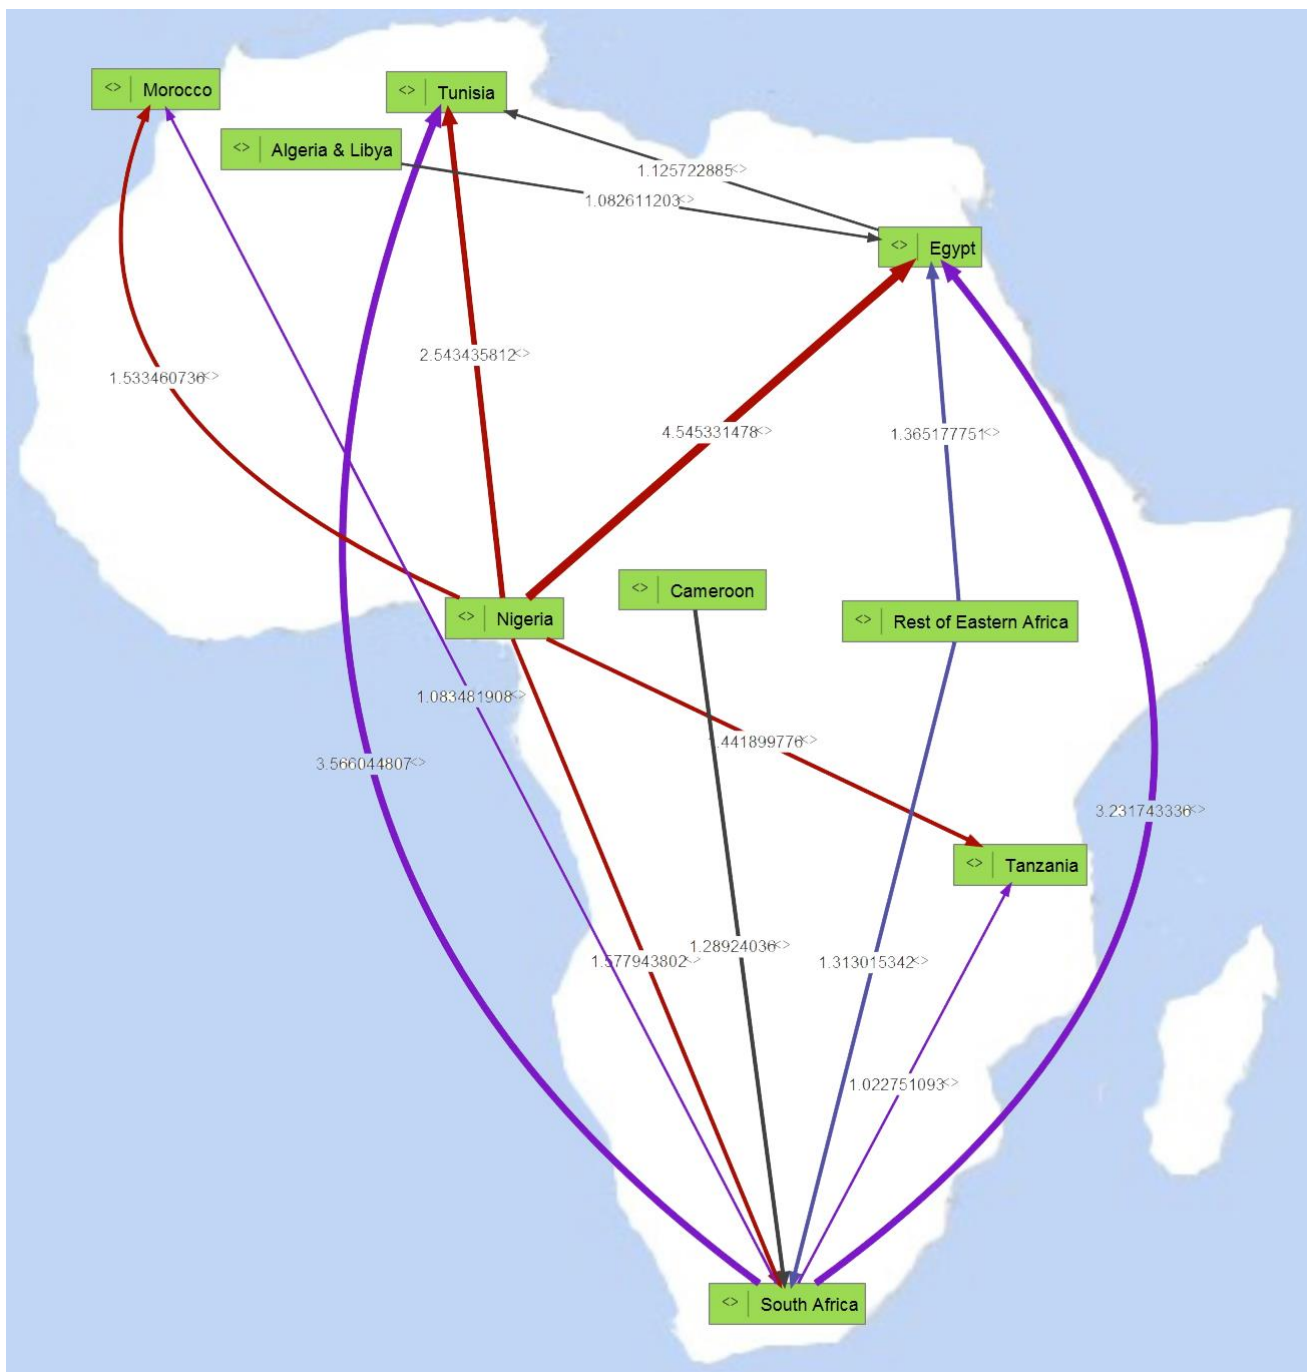 <> Morocco
<> Tunisia
<> Algeria & Libya
1.125722885<>
1.082611203<>
<> Egypt
2.543435812<>
1.533460736<>
4.545331478<>
1.365177751<>
<> Cameroon
<> Nigeria
<> Rest of Eastern Africa
1.083481908<>
.441899776<>
3.566044807<>
3.231743336<>
<> Tanzania
1.28924036<>
1.577943802<>
1.313015342<>
1.022751093<>
<> South Africa